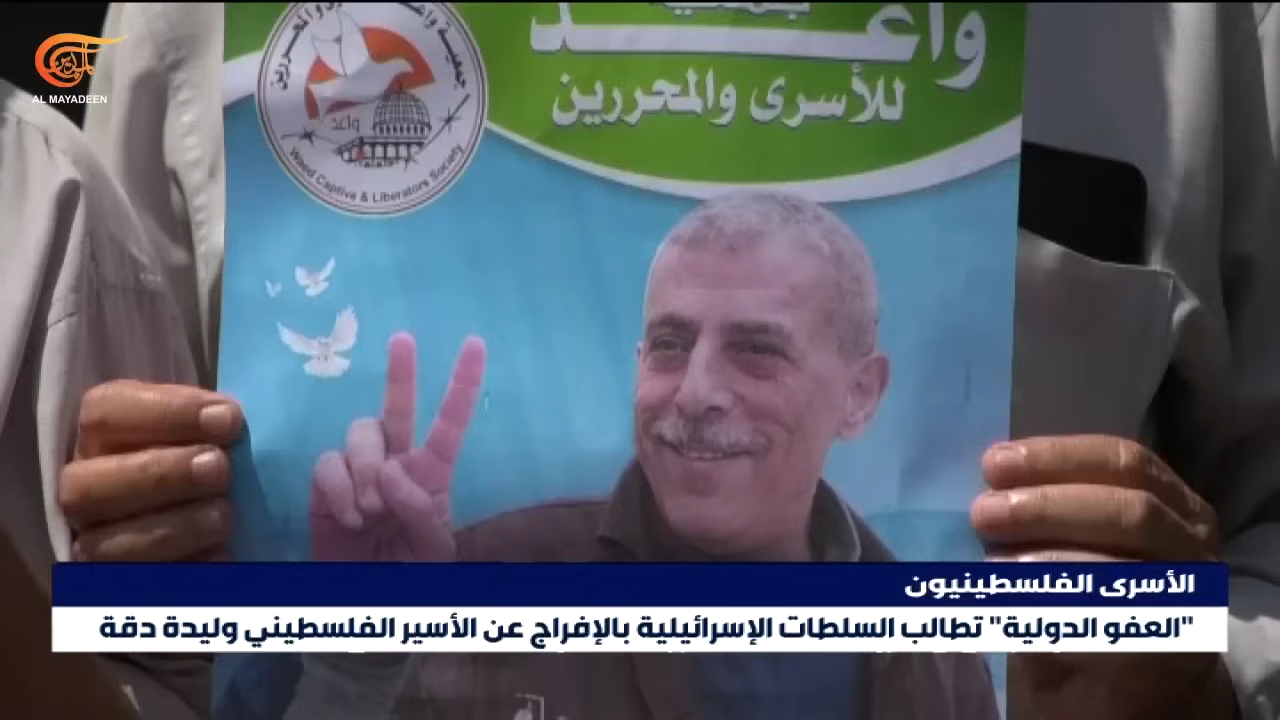 AL MAYADEEN
واعد
للأسرى والمحررين
واعد
Waed Captive & Liberators Society
الأسرى الفلسطينيون
"العفو الدولية" تطالب السلطات الإسرائيلية بالإفراج عن الأسير الفلسطيني وليدة دقة